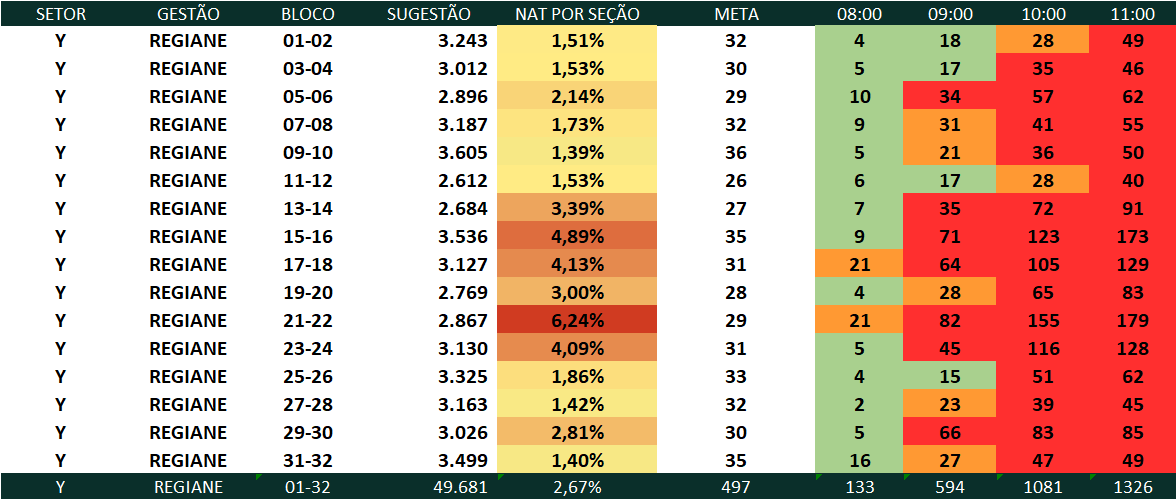 SETOR GESTÃO BLOCO SUGESTÃO NAT POR SEÇÃO META 08:00 09:00 10:00 11:00
Y REGIANE 01-02 3.243 1,51% 32 4 18 28 49
Y REGIANE 03-04 3.012 1,53% 30 5 17 35 46
Y REGIANE 05-06 2.896 2,14% 29 10 34 57 62
Y REGIANE 07-08 3.187 1,73% 32 9 31 41 55
Y REGIANE 09-10 3.605 1,39% 36 5 21 36 50
Y REGIANE 11-12 2.612 1,53% 26 6 17 28 40
Y REGIANE 13-14 2.684 3,39% 27 7 35 72 91
Y REGIANE 15-16 3.536 4,89% 35 9 71 123 173
Y REGIANE 17-18 3.127 4,13% 31 21 64 105 129
Y REGIANE 19-20 2.769 3,00% 28 4 28 65 83
Y REGIANE 21-22 2.867 6,24% 29 21 82 155 179
Y REGIANE 23-24 3.130 4,09% 31 5 45 116 128
Y REGIANE 25-26 3.325 1,86% 33 4 15 51 62
Y REGIANE 27-28 3.163 1,42% 32 2 23 39 45
Y REGIANE 29-30 3.026 2,81% 30 5 66 83 85
Y REGIANE 31-32 3.499 1,40% 35 16 27 47 49
Y REGIANE 01-32 49.681 2,67% 497 133 594 1081 1326